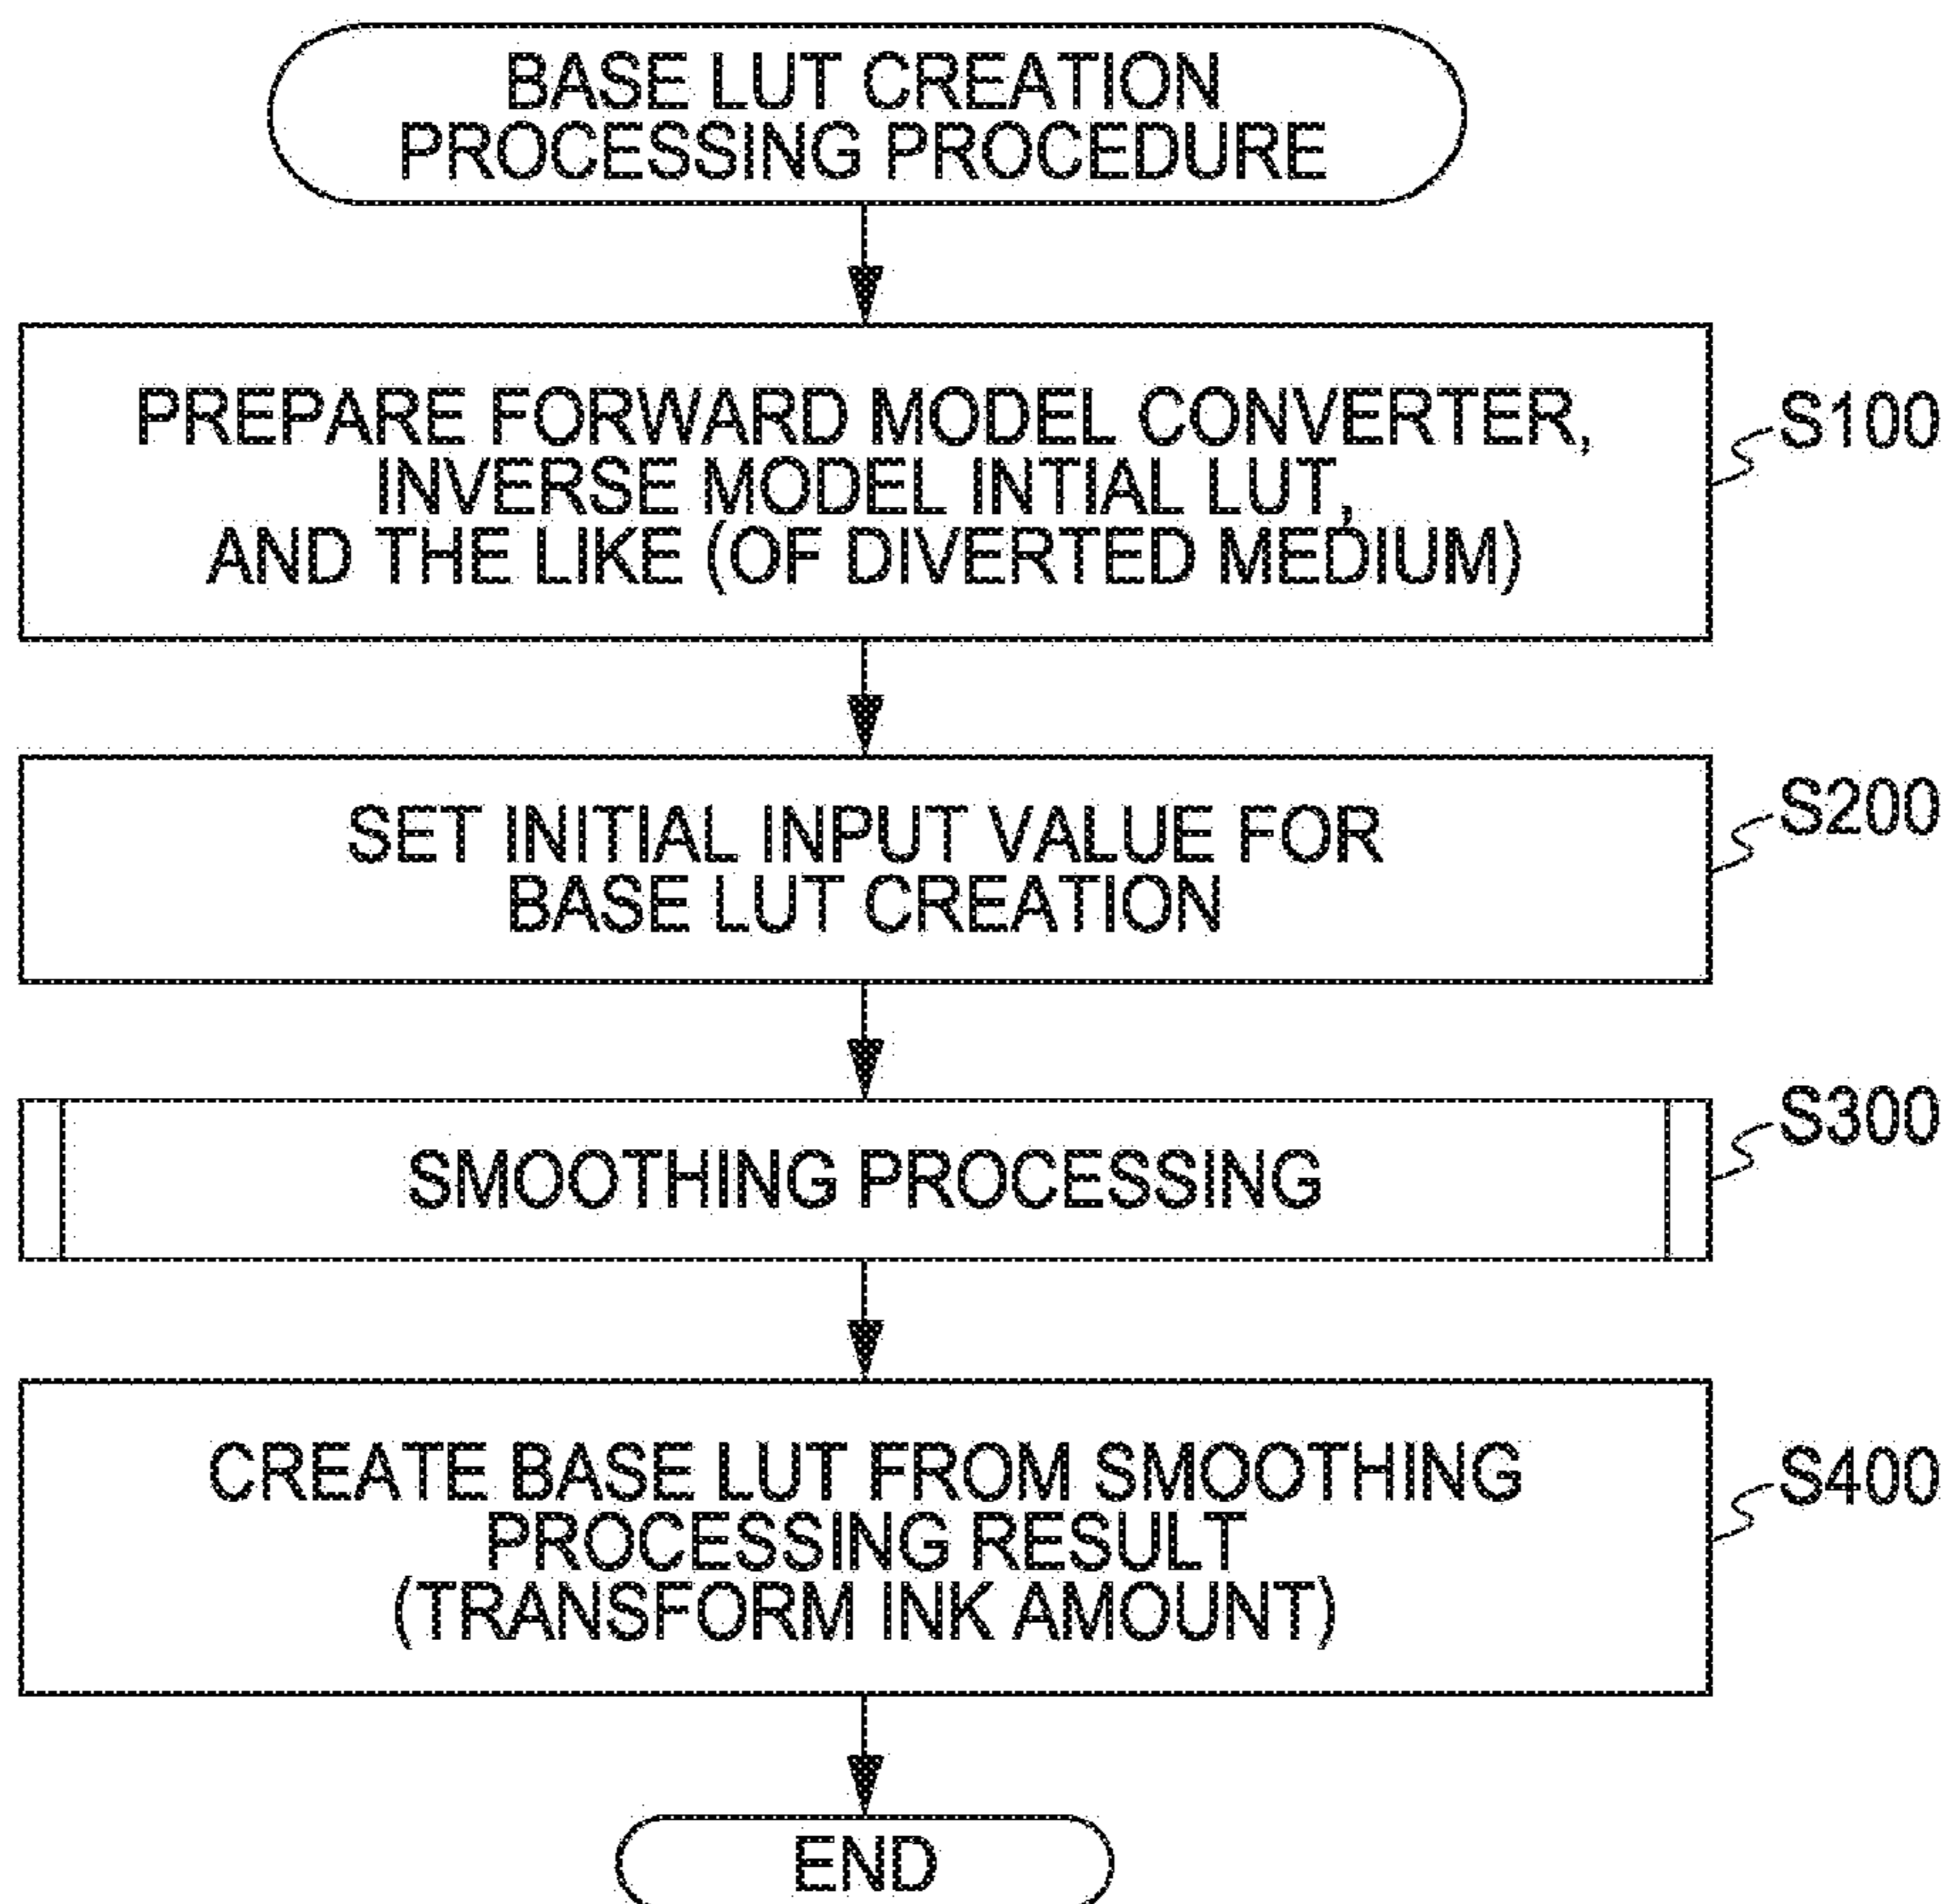 BASE LUT CREATION
PROCESSING PROCEDURE
PREPARE FORWARD MODEL CONVERTER,
INVERSE MODEL INTIAL LUT,
AND THE LIKE (OF DIVERTED MEDIUM)
S100
SET INITIAL INPUT VALUE FOR
BASE LUT CREATION
S200
SMOOTHING PROCESSING
S300
CREATE BASE LUT FROM SMOOTHING
PROCESSING RESULT
(TRANSFORM INK AMOUNT)
S400
END